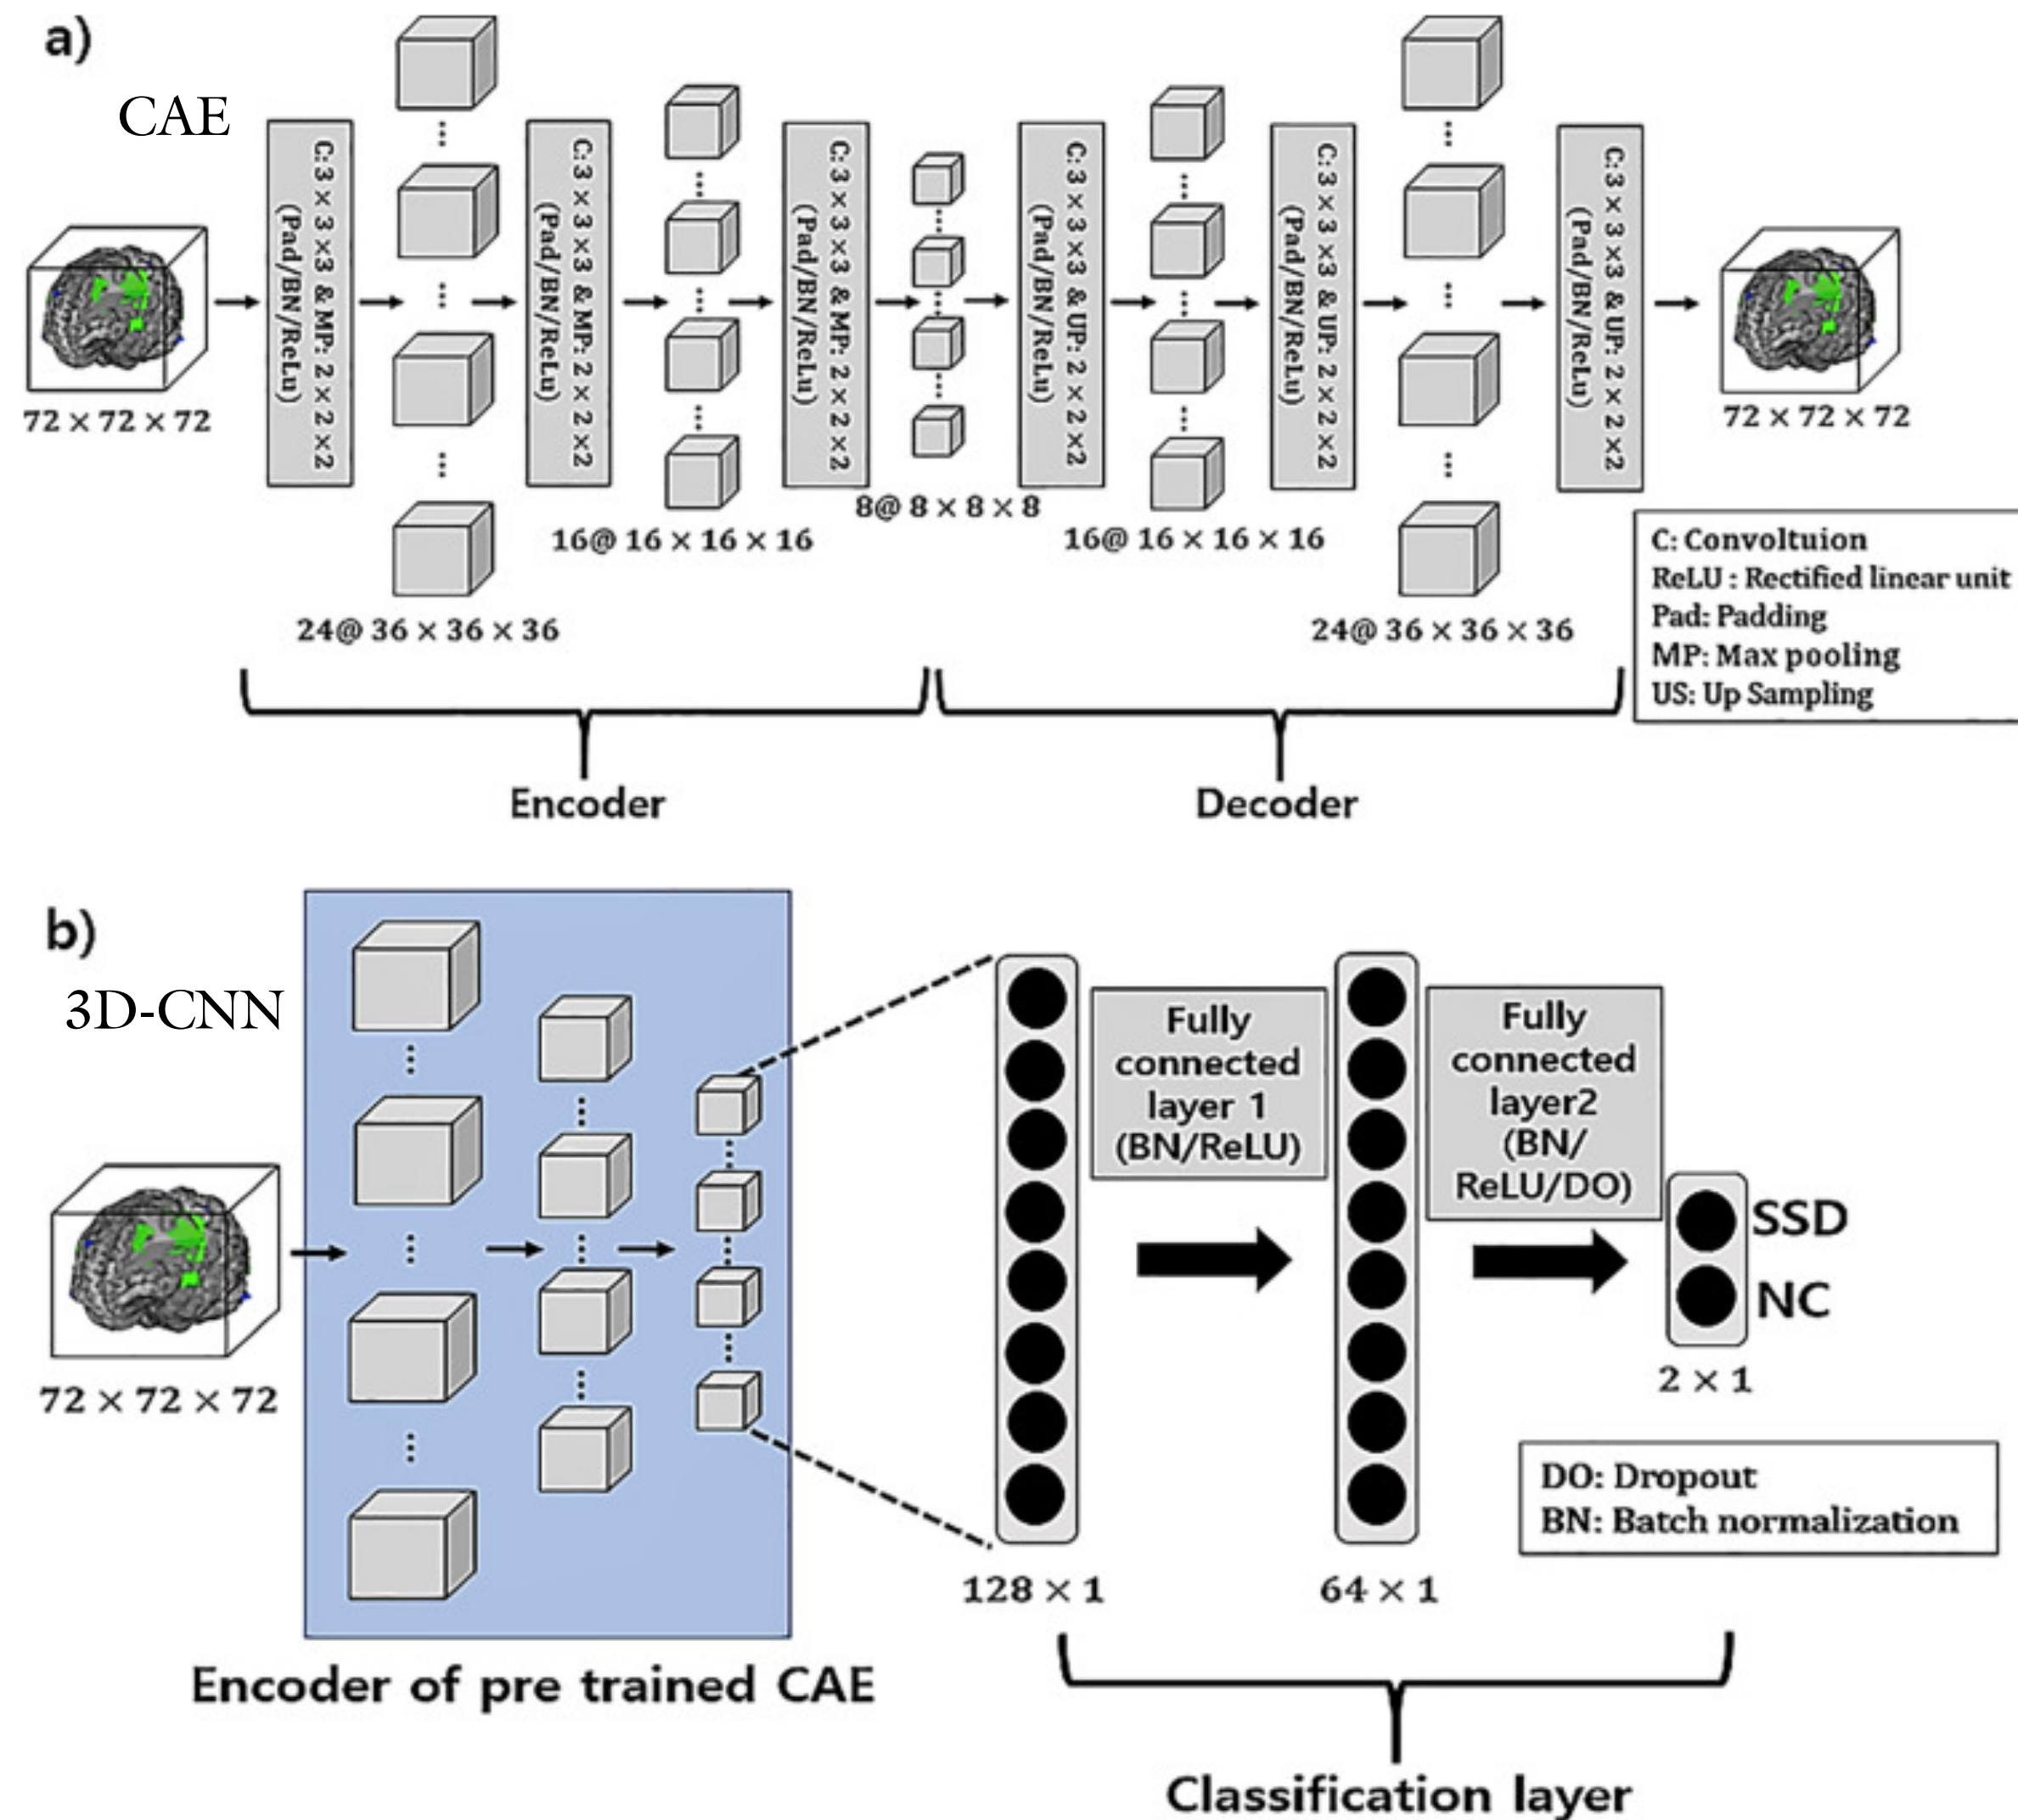 a)
CAE
C: 3 × 3 ×3 & MP: 2 × 2 ×2
(Pad/BN/ReLu)
C: 3 × 3 ×3 & MP: 2 × 2 ×2
(Pad/BN/ReLu)
C: 3 × 3 ×3 & MP: 2 × 2 ×2
(Pad/BN/ReLu)
C: 3 × 3 ×3 & UP: 2 × 2 ×2
(Pad/BN/ReLu)
C: 3 × 3 ×3 & UP: 2 × 2 ×2
(Pad/BN/ReLu)
C: 3 × 3 ×3 & UP: 2 × 2 ×2
(Pad/BN/ReLu)
72 × 72 × 72
24@ 36 × 36 × 36
16@ 16 × 16 × 16
8@ 8 × 8 × 8
16@ 16 × 16 × 16
24@ 36 × 36 × 36
72 × 72 × 72
C: Convoltuion
ReLU : Rectified linear unit
Pad: Padding
MP: Max pooling
US: Up Sampling
Encoder
Decoder
b)
3D-CNN
72 × 72 × 72
Encoder of pre trained CAE
Fully
connected
layer 1
(BN/ReLU)
Fully
connected
layer2
(BN/
ReLU/DO)
SSD
NC
128 × 1
64 × 1
2 × 1
DO: Dropout
BN: Batch normalization
Classification layer